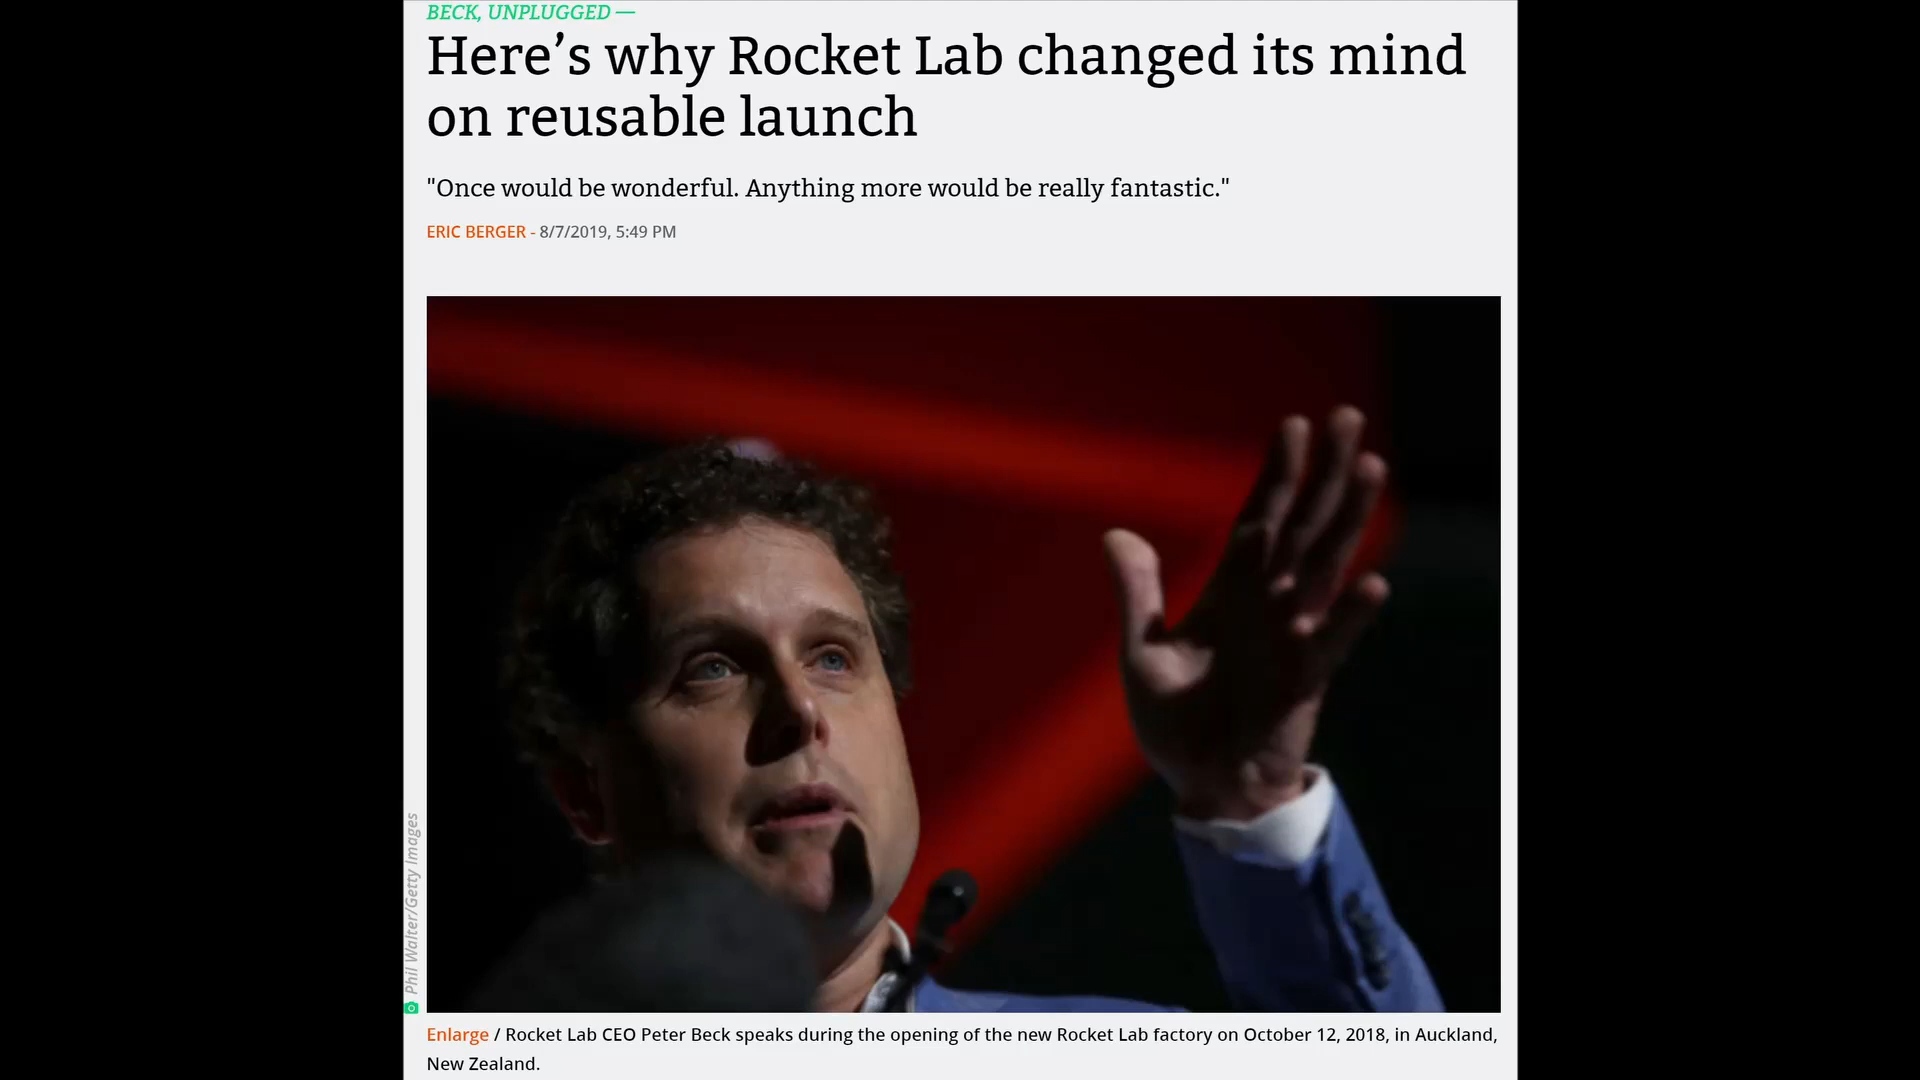 BECK, UNPLUGGED —
Here’s why Rocket Lab changed its mind
on reusable launch
"Once would be wonderful. Anything more would be really fantastic."
ERIC BERGER - 8/7/2019, 5:49 PM
Phil Walter/Getty Images
Enlarge / Rocket Lab CEO Peter Beck speaks during the opening of the new Rocket Lab factory on October 12, 2018, in Auckland,
New Zealand.